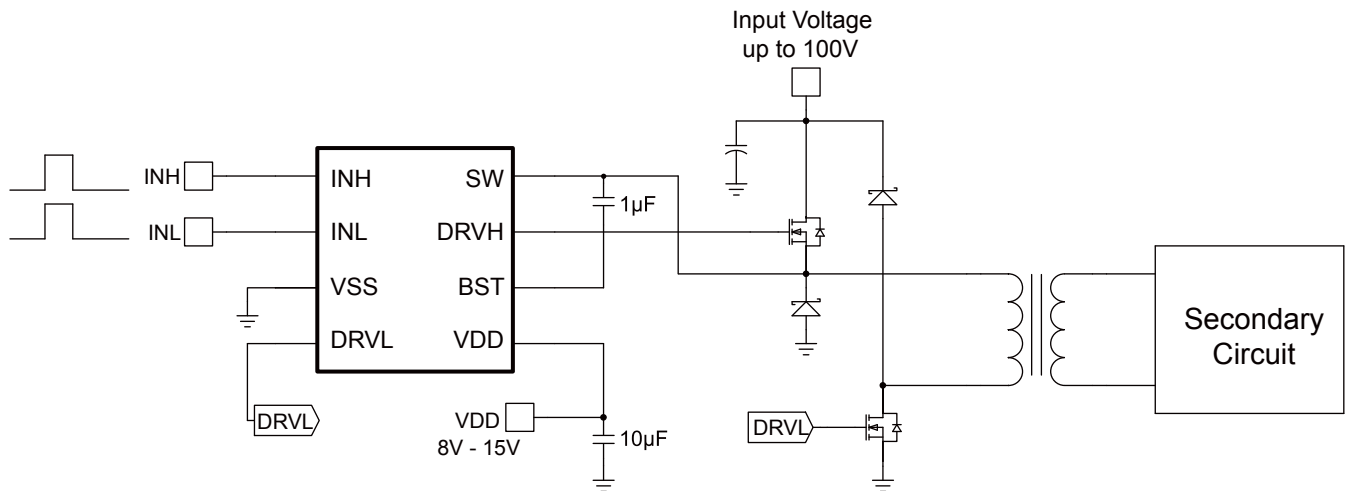 Input Voltage
up to 100V
INH
INH
SW
1µF
INL
INL
DRVH
VSS
BST
DRVL
VDD
DRVL
VDD
8V - 15V
10µF
DRVL
Secondary
Circuit